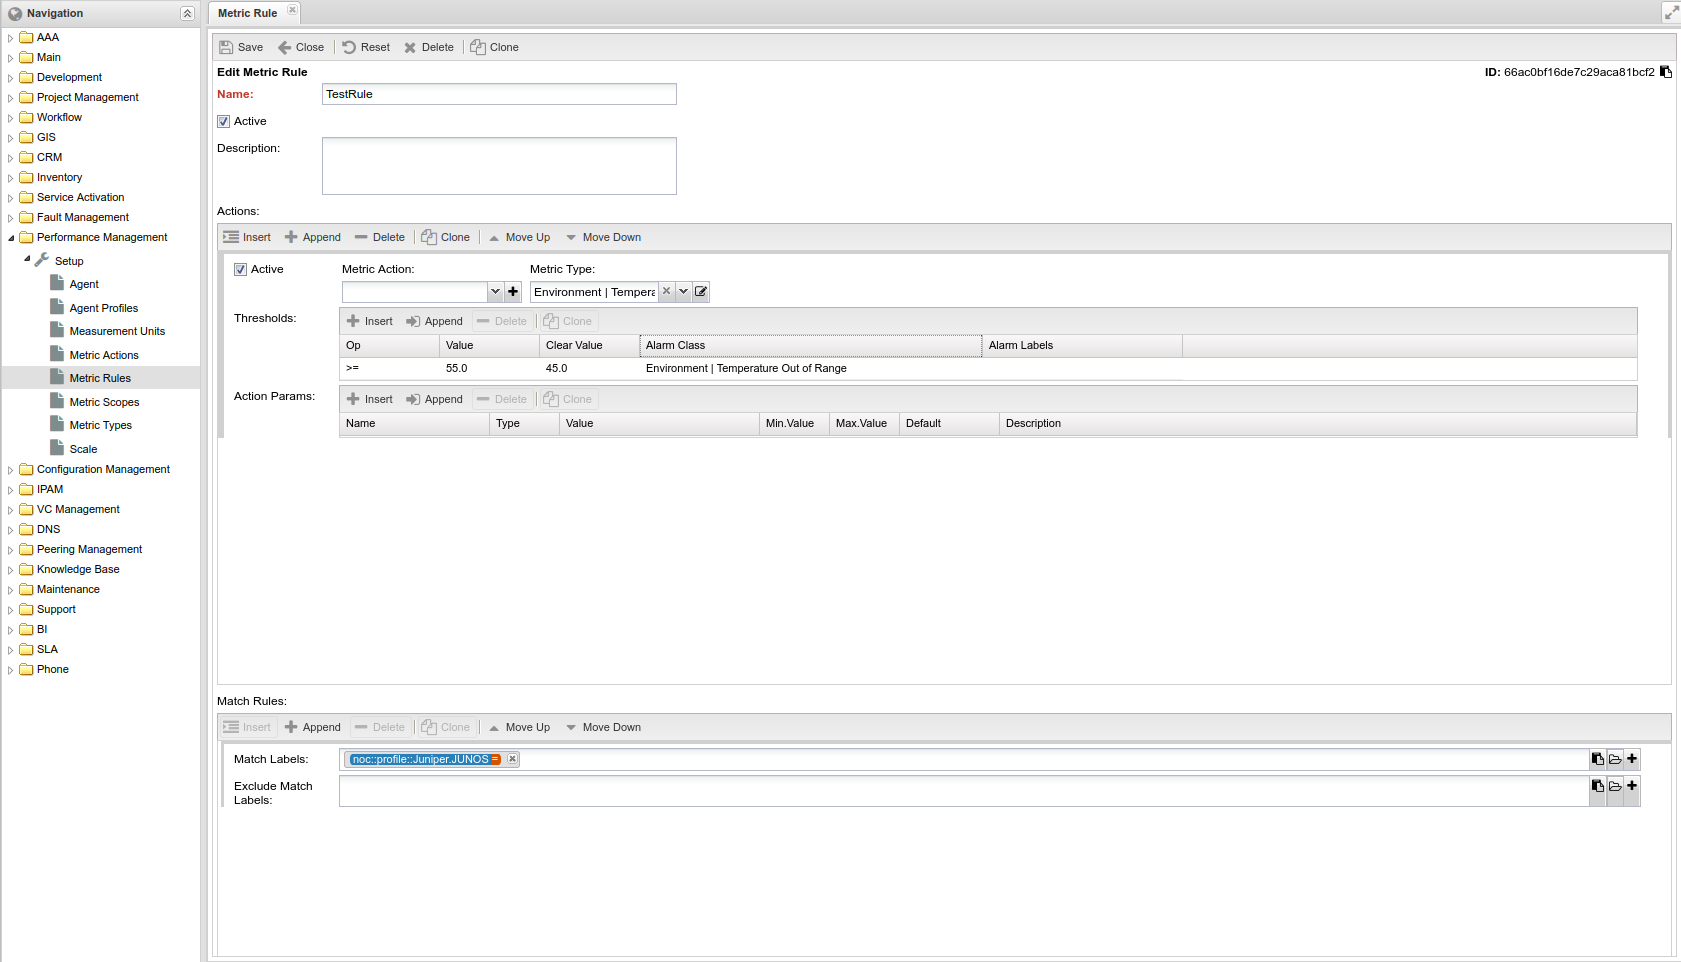 Navigation
AAA
Main
Development
Project Management
Workflow
GIS
CRM
Inventory
Service Activation
Fault Management
Performance Management
Setup
Agent
Agent Profiles
Measurement Units
Metric Actions
Metric Rules
Metric Scopes
Metric Types
Scale
Configuration Management
IPAM
VC Management
DNS
Peering Management
Knowledge Base
Maintenance
Support
BI
SLA
Phone
Metric Rule
Save Close Reset Delete Clone
Edit Metric Rule ID: 66ac0bf16de7c29aca81bcf2
Name: TestRule
Active
Description:
Actions:
Insert Append Delete Clone Move Up Move Down
Active Metric Action: Metric Type:
Environment | Tempera
Thresholds: Insert Append Delete Clone
Op Value Clear Value Alarm Class Alarm Labels
>= 55.0 45.0 Environment | Temperature Out of Range
Action Params: Insert Append Delete Clone
Name Type Value Min.Value Max.Value Default Description
Match Rules:
Insert Append Delete Clone Move Up Move Down
Match Labels: noc::profile::Juniper.JUNOS =
Exclude Match
Labels: